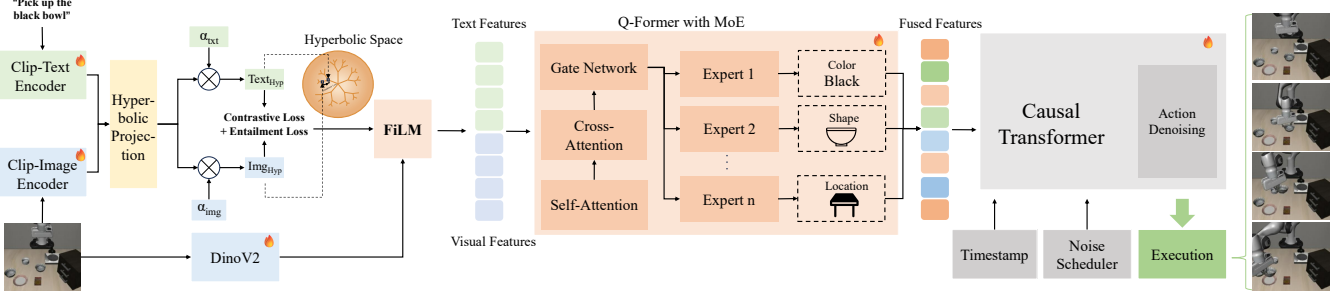 "Pick up the
black bowl"
Clip-Text
Encoder
Clip-Image
Encoder
Hyper-
bolic
Projec-
tion
αtxt
TextHyp
Contrastive Loss
+ Entailment Loss
ImgHyp
αimg
Hyperbolic Space
DinoV2
FiLM
Text Features
Visual Features
Q-Former with MoE
Gate Network
Cross-
Attention
Self-Attention
Expert 1
Expert 2
Expert n
Color
Black
Shape
Location
Fused Features
Causal
Transformer
Action
Denoising
Timestamp
Noise
Scheduler
Execution